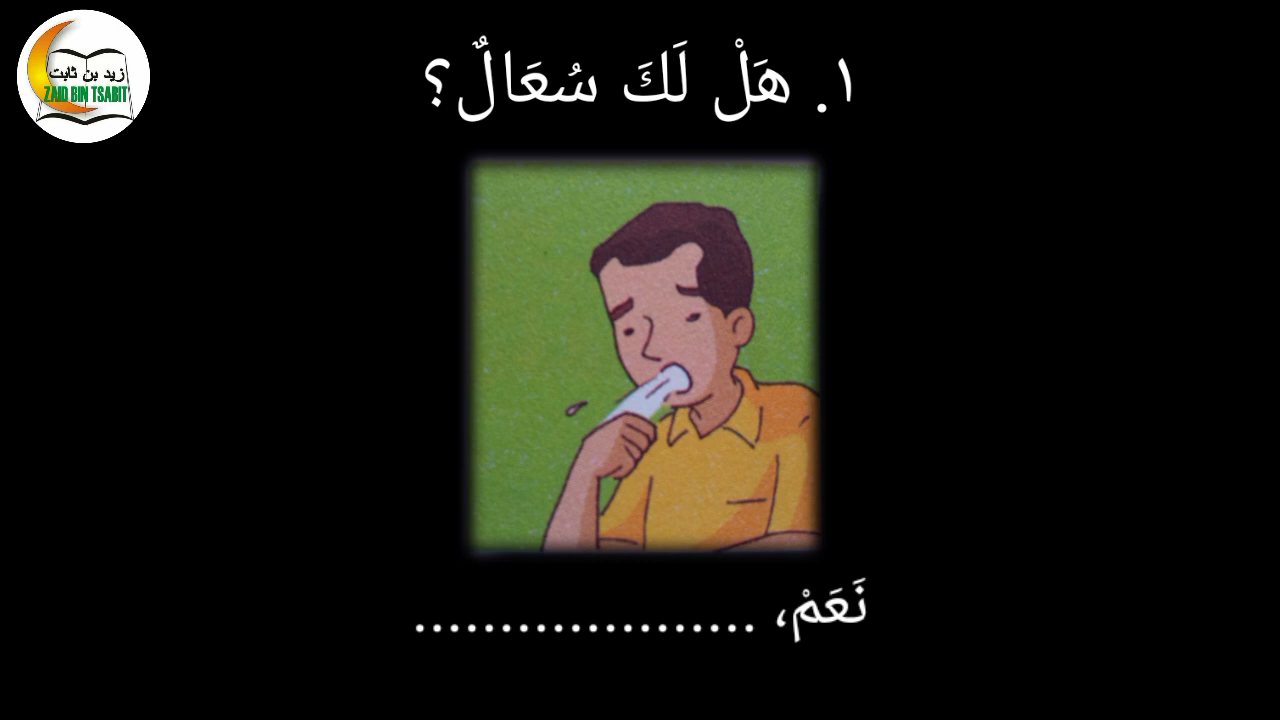 زيد بن ثابت
ZAID BIN TSABIT
١. هَلْ لَكَ سُعَالٌ؟
نَعَمْ، ....................